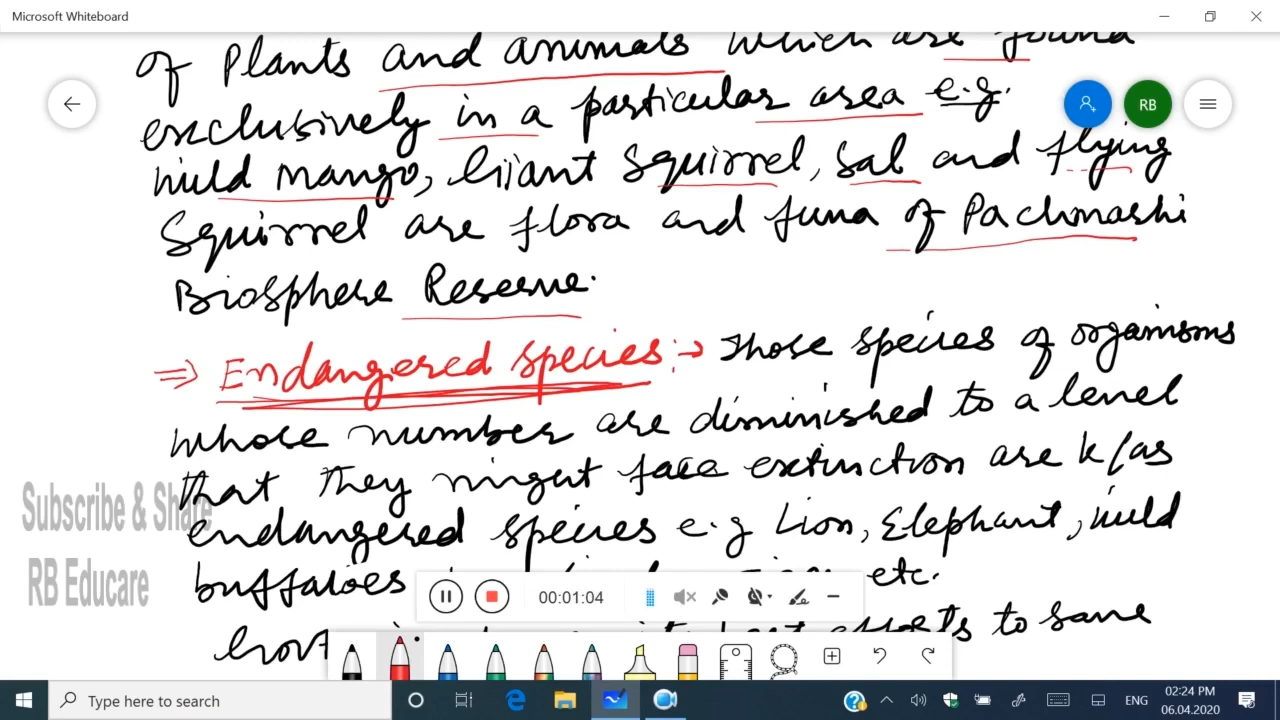 Microsoft Whiteboard
of Plants and animals which are found
exclusively in a particular area e.g.
wild mango, Giant Squirrel, Sal and flying
Squirrel are flora and funa of Pachmashi
Biosphere Reserve.
RB
⇒ Endangered species :→ Those species of organisms
whose number are diminished to a level
that they might face extinction are k/as
endangered species e.g Lion, Elephant, wild
buffaloes etc.
efforts to save
Subscribe & Share
RB Educare
00:01:04
Type here to search
ENG
02:24 PM
06.04.2020